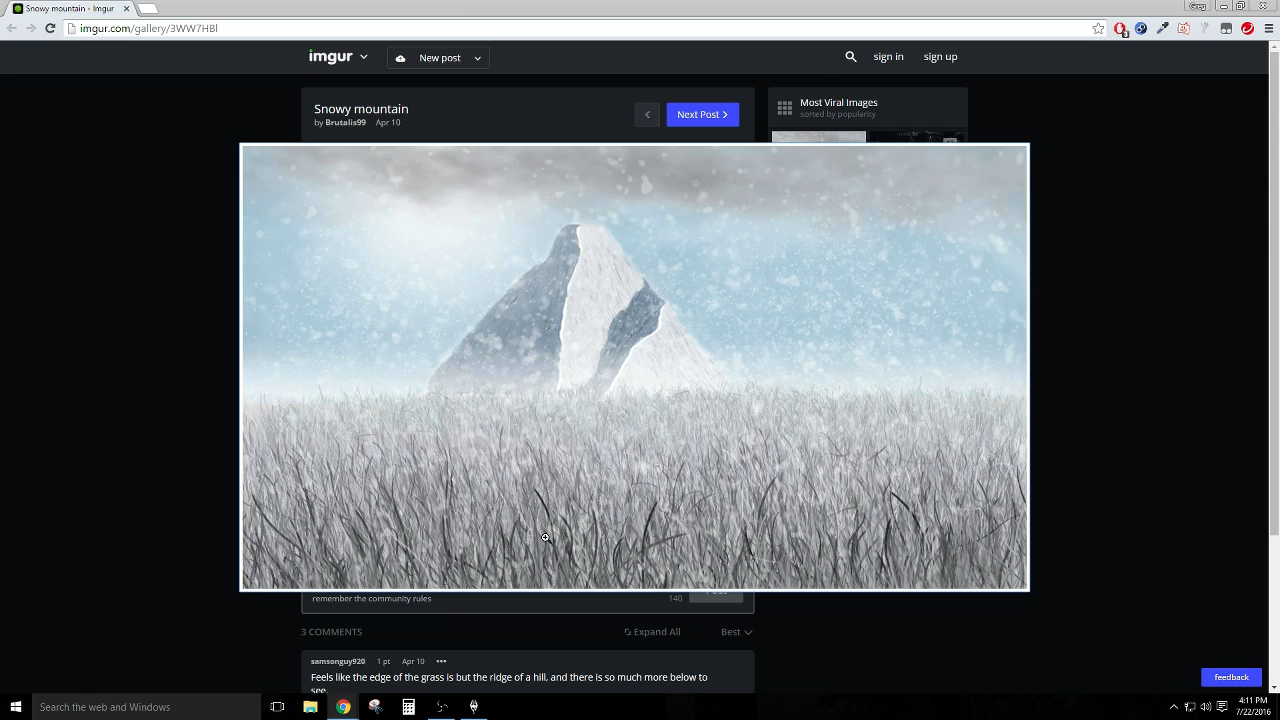 Snowy mountain - Imgur
Greg
imgur.com/gallery/3WW7HBl
3
imgur
New post
sign in
sign up
Snowy mountain
by Brutalis99 Apr 10
Next Post
Most Viral Images
sorted by popularity
remember the community rules
140
3 COMMENTS
Expand All
Best
samsonguy920 1 pt Apr 10 •••
Feels like the edge of the grass is but the ridge of a hill, and there is so much more below to
see.
feedback
Search the web and Windows
4:11 PM
7/22/2016